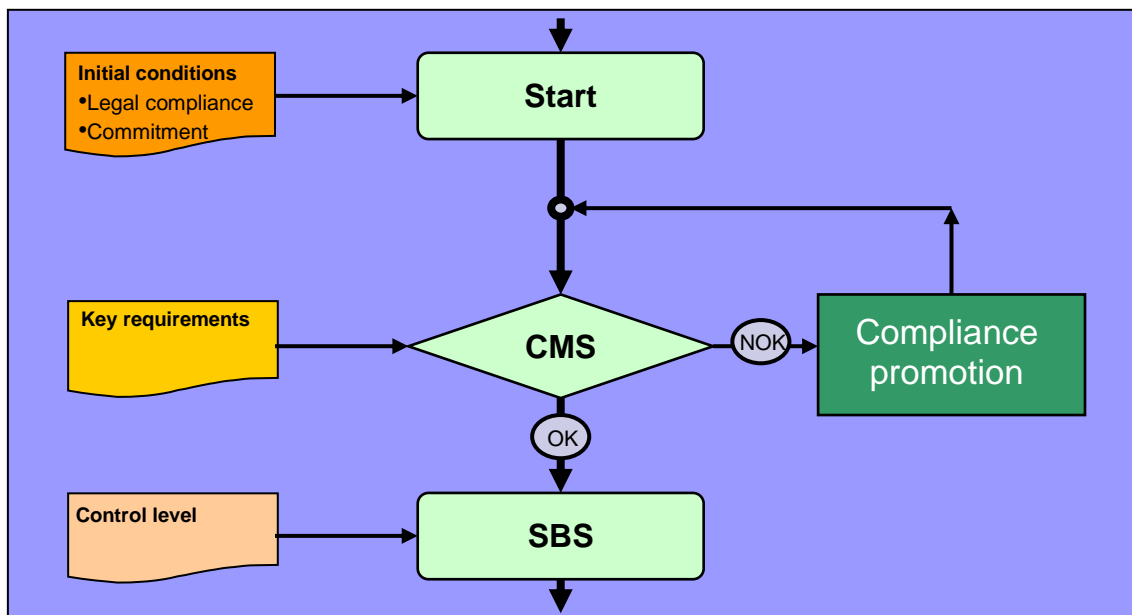 Initial conditions
•Legal compliance
•Commitment
Start
Key requirements
CMS
NOK
Compliance
promotion
OK
Control level
SBS